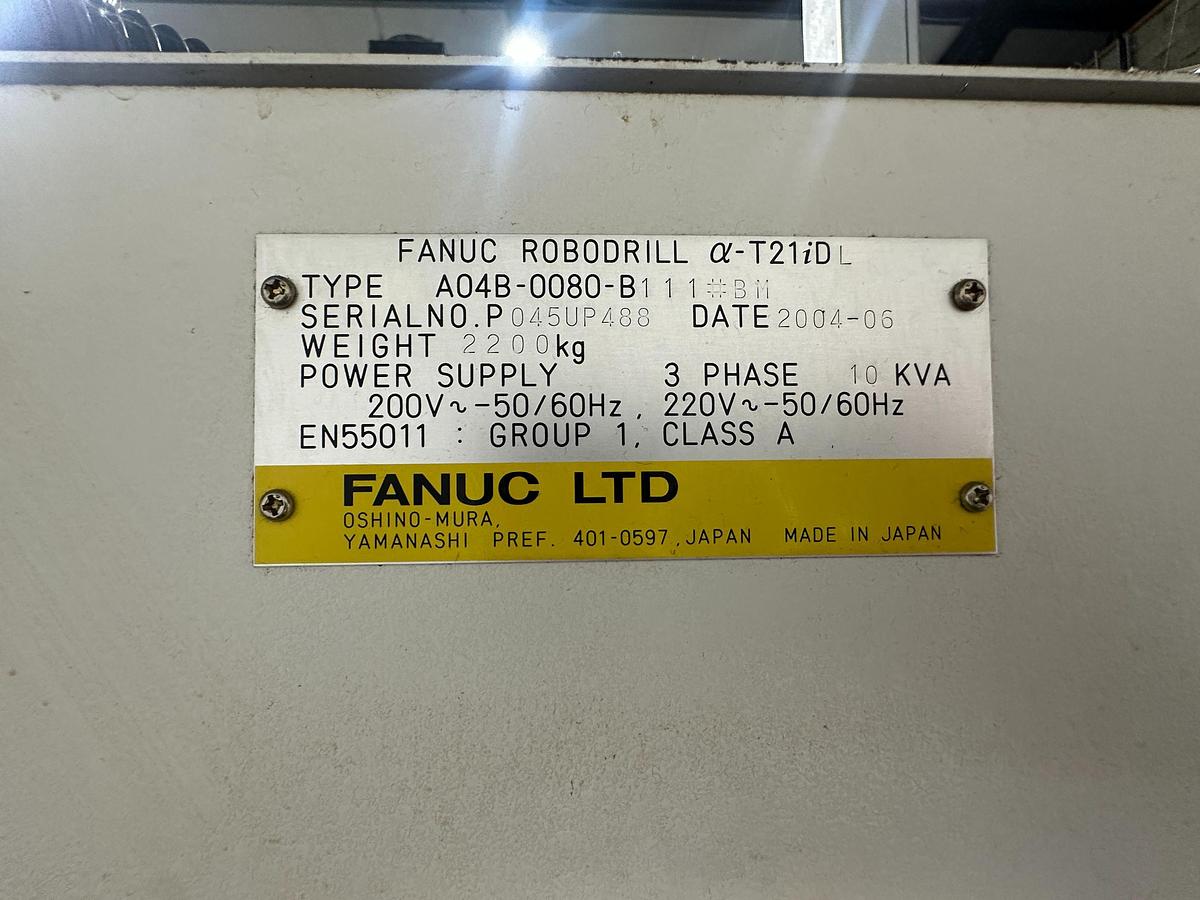 FANUC ROBODRILL α-T21iDL
TYPE A04B-0080-B111#BM
SERIALNO.P045UP488 DATE2004-06
WEIGHT 2200kg
POWER SUPPLY 3 PHASE 10 KVA
200V~-50/60Hz, 220V~-50/60Hz
EN55011 : GROUP 1, CLASS A
FANUC LTD
OSHINO-MURA,
YAMANASHI PREF. 401-0597,JAPAN MADE IN JAPAN